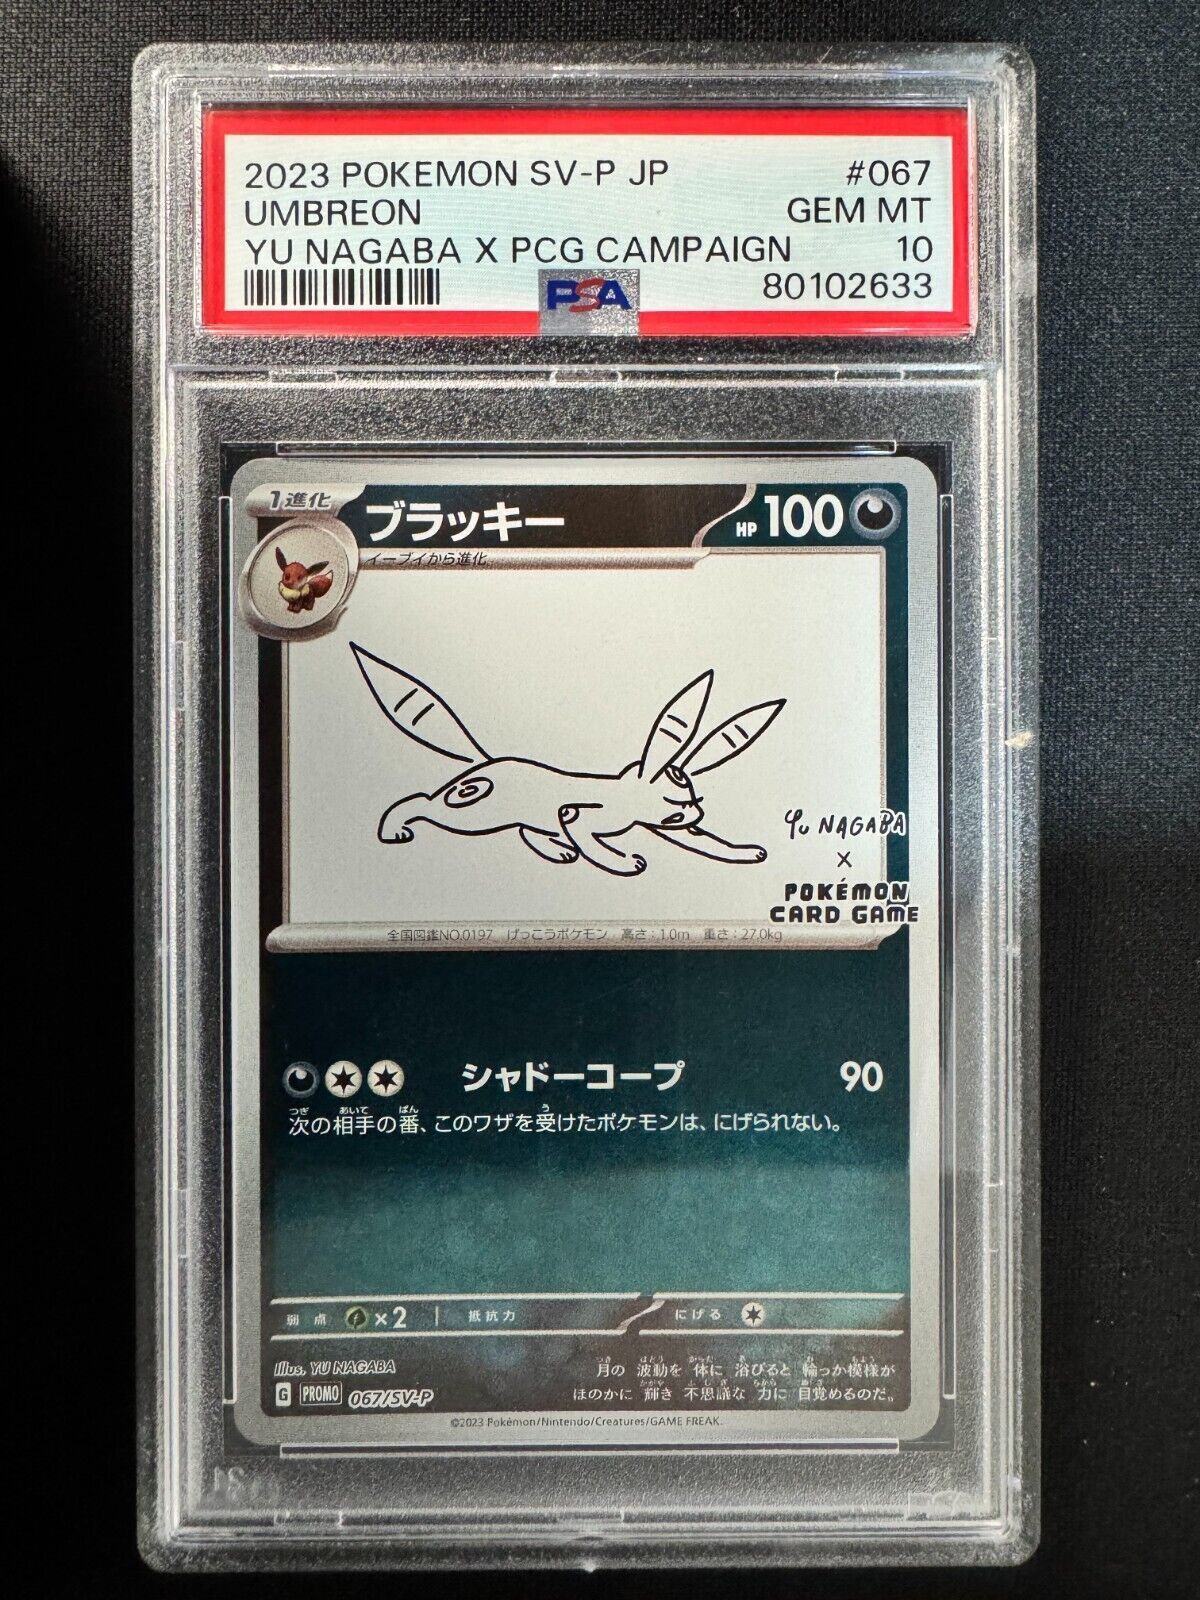 2023 POKEMON SV-P JP #067
UMBREON GEM MT
YU NAGABA X PCG CAMPAIGN 10
PSA 80102633
1進化 ブラッキー HP 100
イーブイから進化
YU NAGABA
X
POKÉMON
CARD GAME
全国図鑑NO.0197 げっこうポケモン 高さ:1.0m 重さ:27.0kg
シャドーコープ 90
次の相手の番、このワザを受けたポケモンは、にげられない。
弱点 ×2 抵抗力 にげる
Illus. YU NAGABA
月の波動を体に浴びると輪っか模様が
ほのかに輝き不思議な力に目覚めるのだ。
G PROMO 067/SV-P
©2023 Pokémon/Nintendo/Creatures/GAME FREAK.